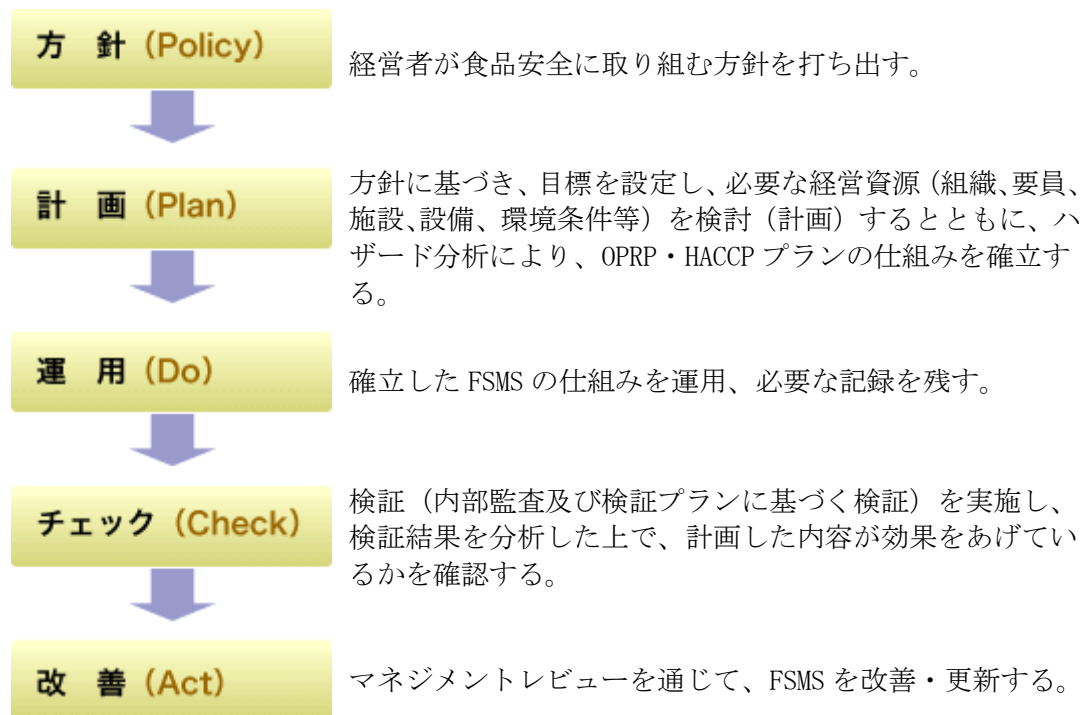 方　針（Policy）
経営者が食品安全に取り組む方針を打ち出す。
計　画（Plan）
方針に基づき、目標を設定し、必要な経営資源（組織、要員、
施設、設備、環境条件等）を検討（計画）するとともに、ハ
ザード分析により、OPRP・HACCP プランの仕組みを確立す
る。
運　用（Do）
確立した FSMS の仕組みを運用、必要な記録を残す。
チェック（Check）
検証（内部監査及び検証プランに基づく検証）を実施し、
検証結果を分析した上で、計画した内容が効果をあげてい
るかを確認する。
改　善（Act）
マネジメントレビューを通じて、FSMS を改善・更新する。